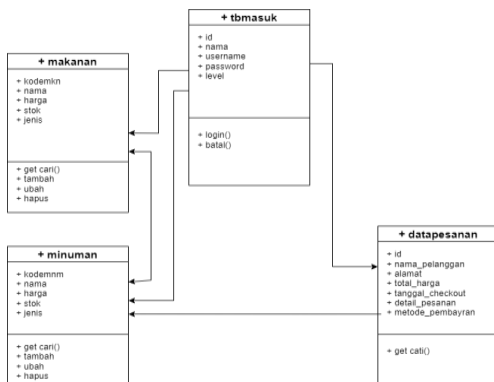 + tbmasuk
+ id
+ nama
+ username
+ password
+ level
+ login()
+ batal()
+ makanan
+ kodemkn
+ nama
+ harga
+ stok
+ jenis
+ get cari()
+ tambah
+ ubah
+ hapus
+ minuman
+ kodemnm
+ nama
+ harga
+ stok
+ jenis
+ get cari()
+ tambah
+ ubah
+ hapus
+ datapesanan
+ id
+ nama_pelanggan
+ alamat
+ total_harga
+ tanggal_checkout
+ detail_pesanan
+ metode_pembayran
+ get cati()